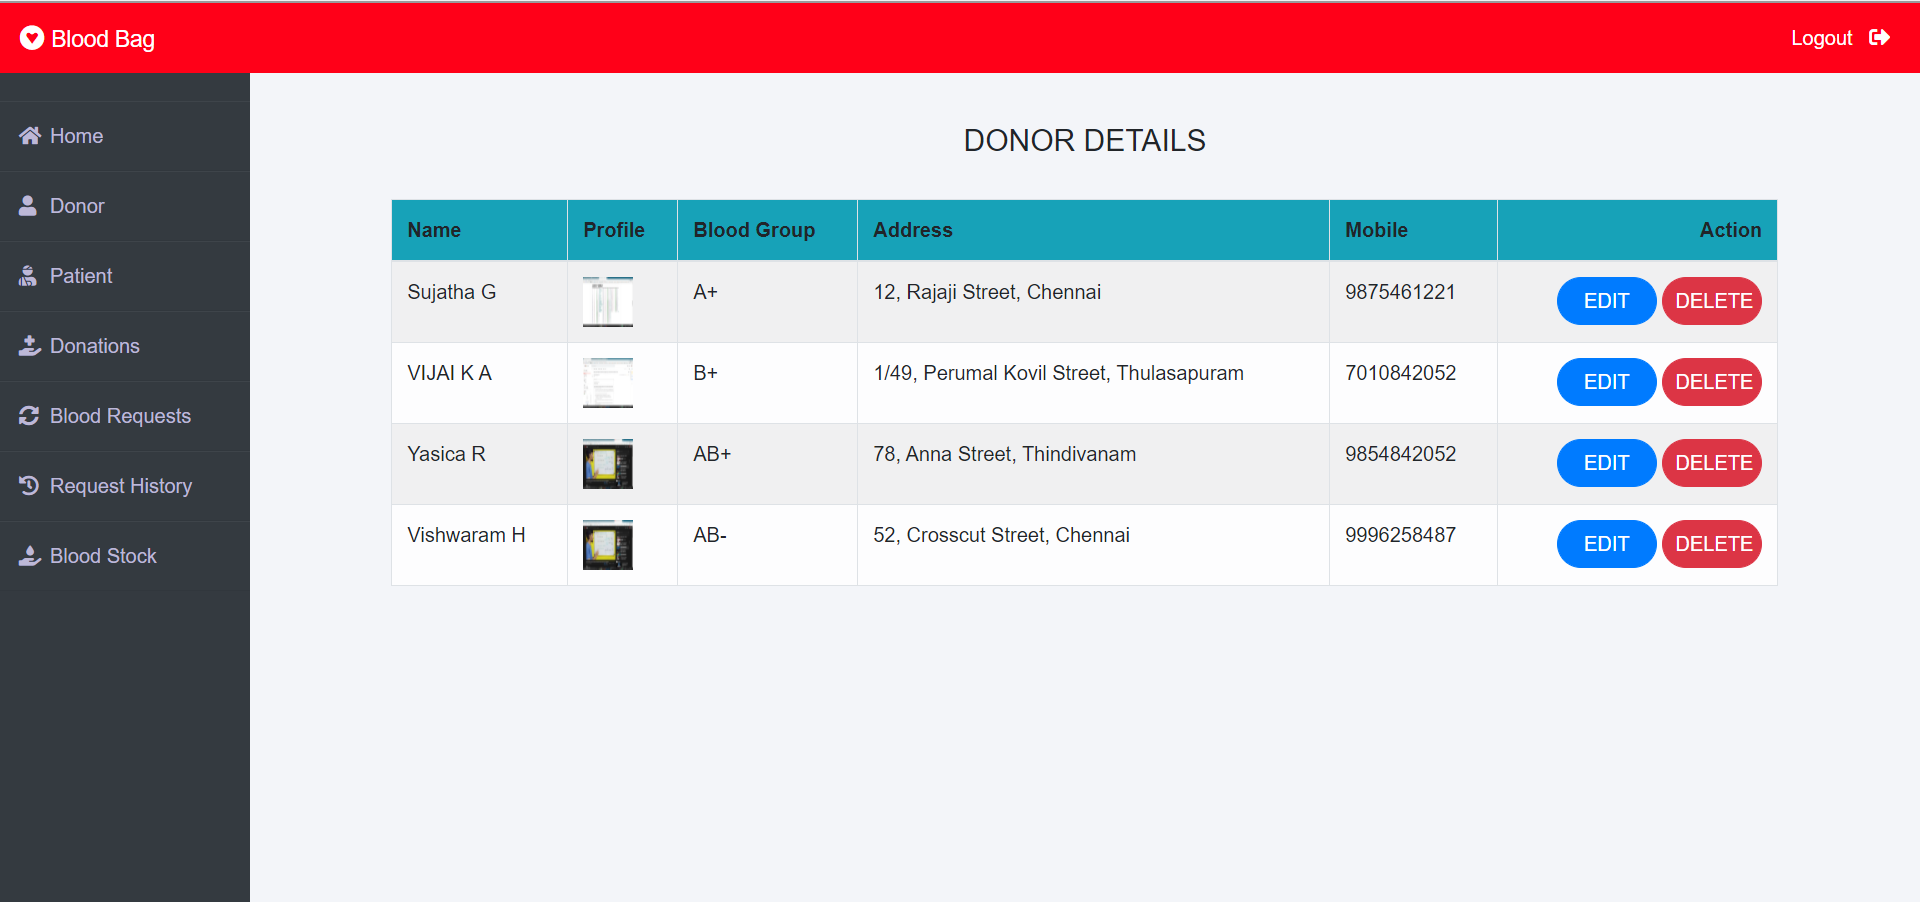 Blood Bag
Logout
Home
Donor
Patient
Donations
Blood Requests
Request History
Blood Stock
DONOR DETAILS
Name Profile Blood Group Address Mobile Action
Sujatha G A+ 12, Rajaji Street, Chennai 9875461221 EDIT DELETE
VIJAI K A B+ 1/49, Perumal Kovil Street, Thulasapuram 7010842052 EDIT DELETE
Yasica R AB+ 78, Anna Street, Thindivanam 9854842052 EDIT DELETE
Vishwaram H AB- 52, Crosscut Street, Chennai 9996258487 EDIT DELETE